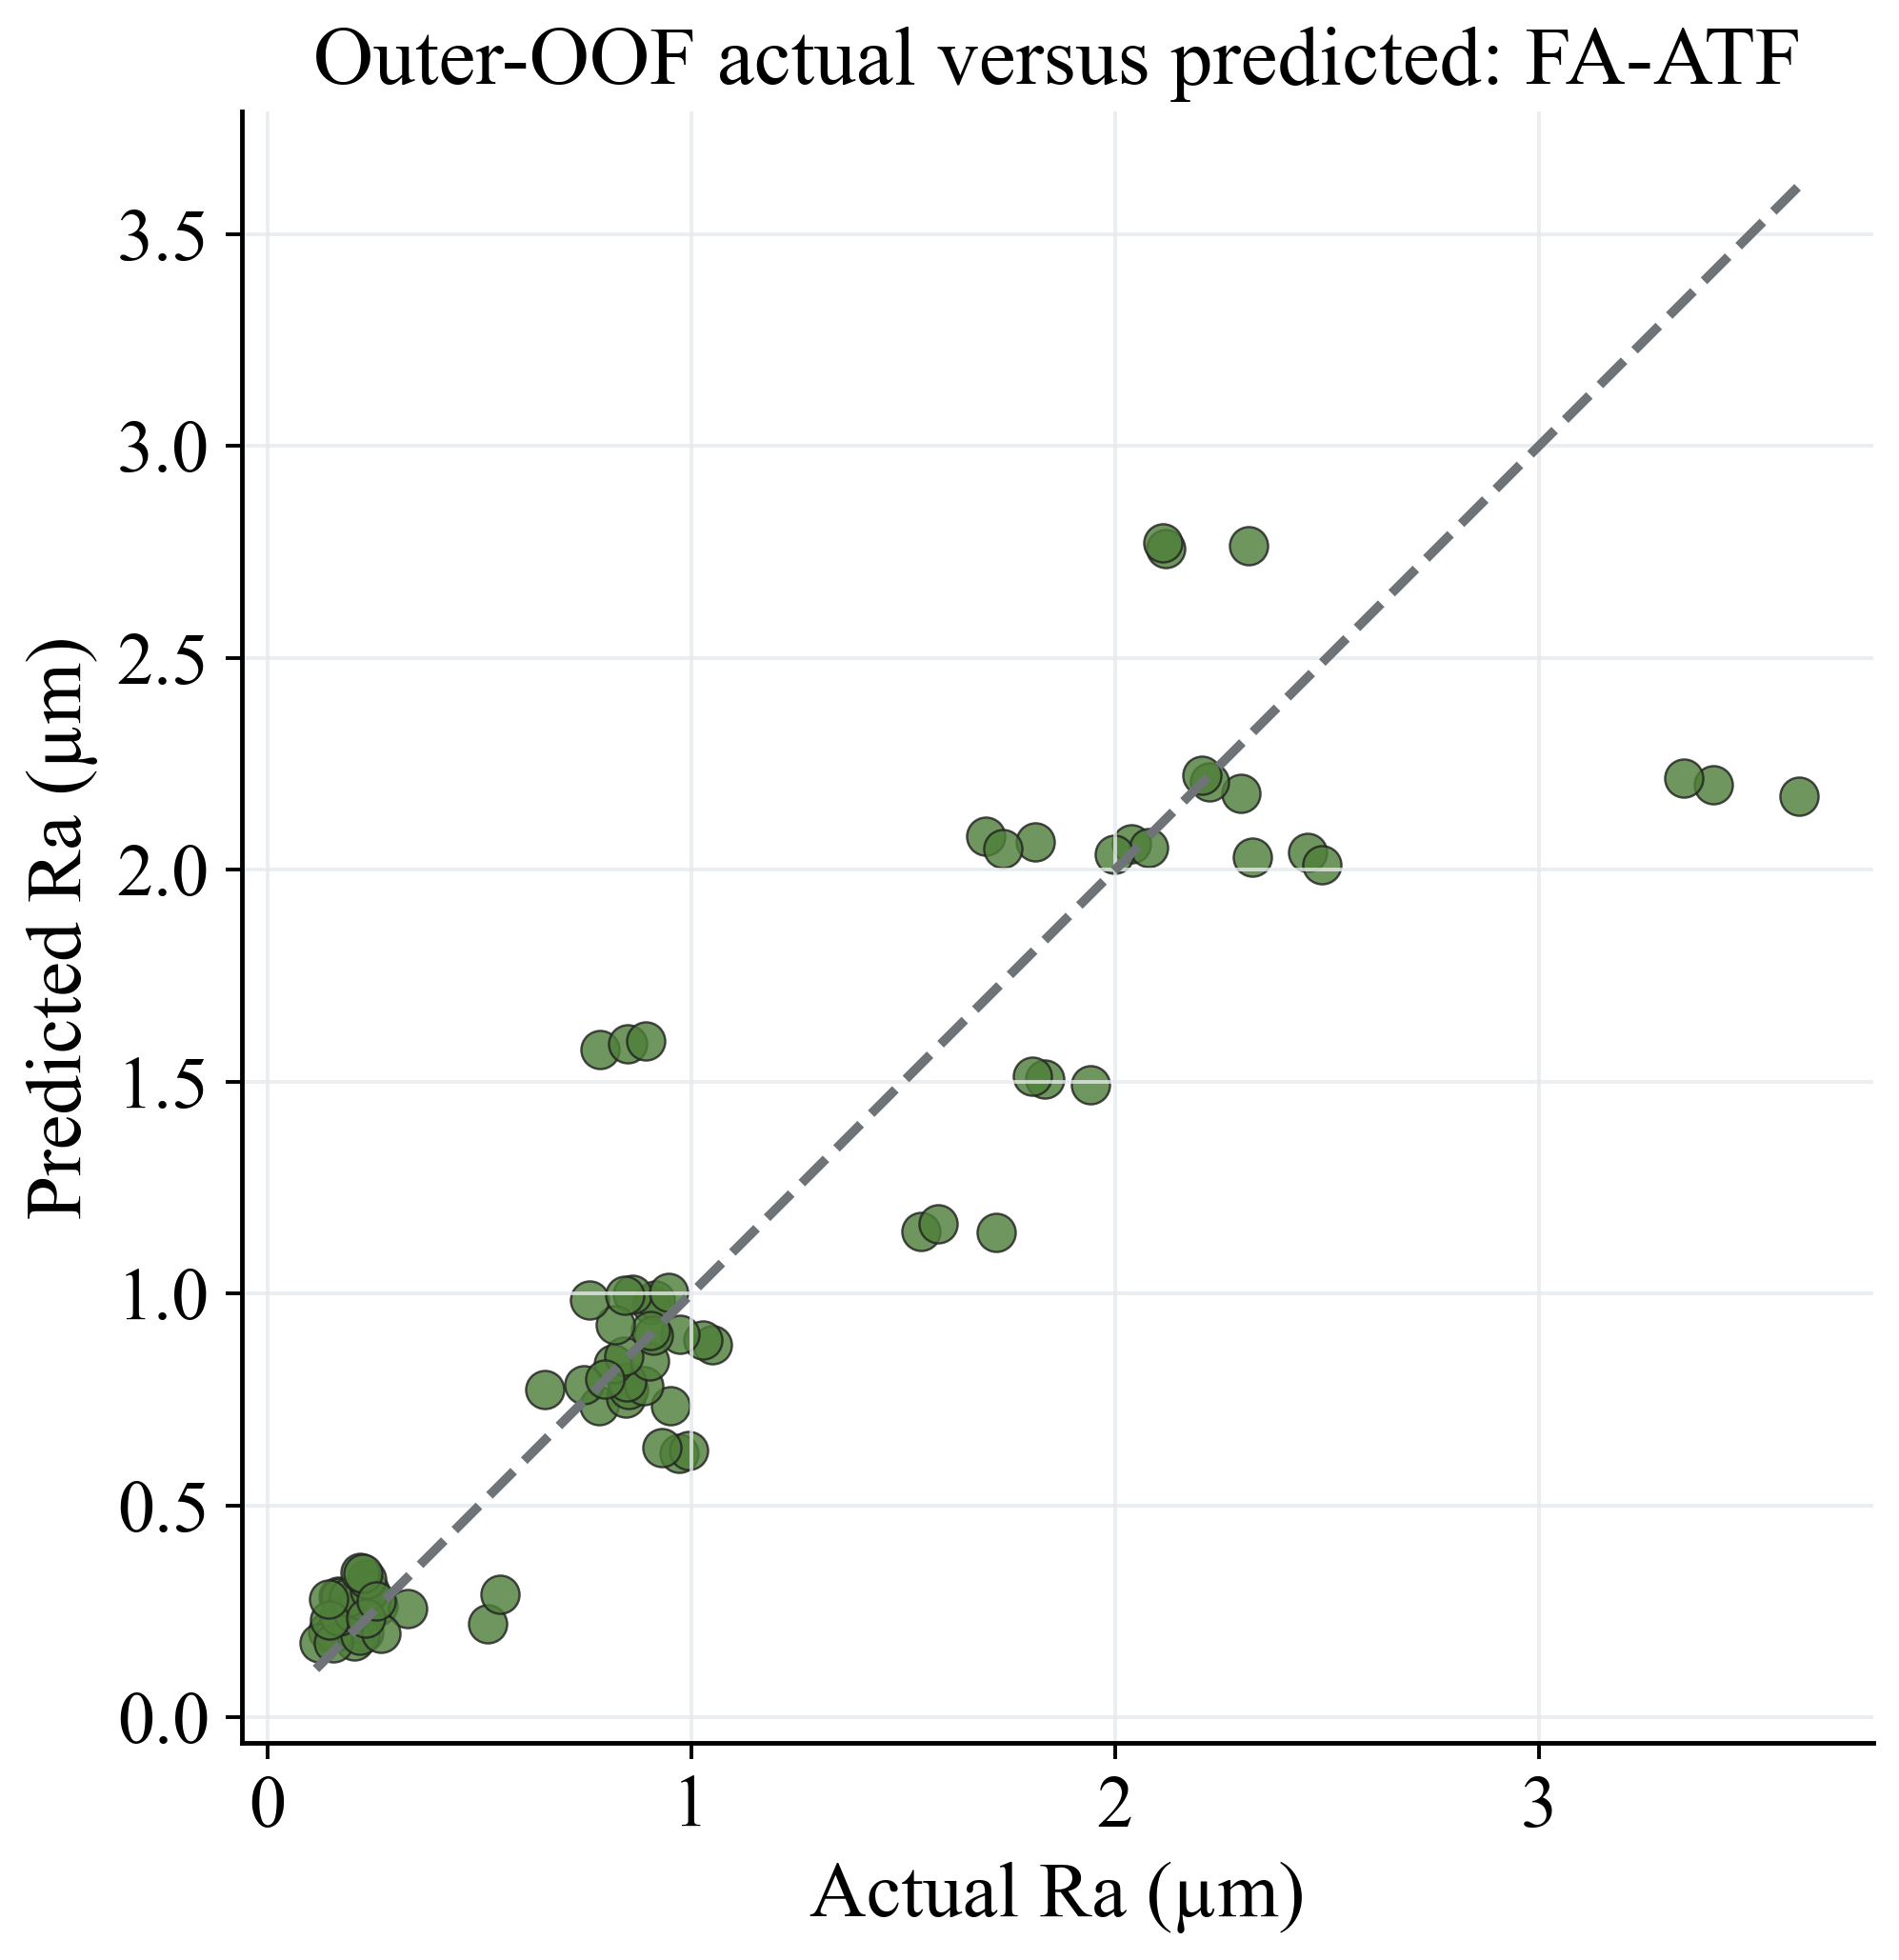 Outer-OOF actual versus predicted: FA-ATF
Predicted Ra (μm)
3.5
3.0
2.5
2.0
1.5
1.0
0.5
0.0
0 1 2 3
Actual Ra (μm)